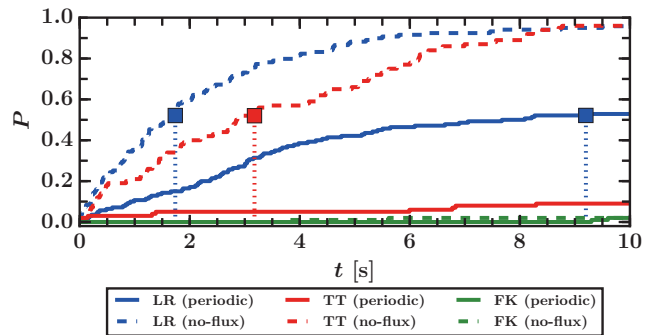 1.0
0.8
0.6
0.4
0.2
0.0
P
0 2 4 6 8 10
t [s]
LR (periodic) TT (periodic) FK (periodic)
LR (no-flux) TT (no-flux) FK (no-flux)